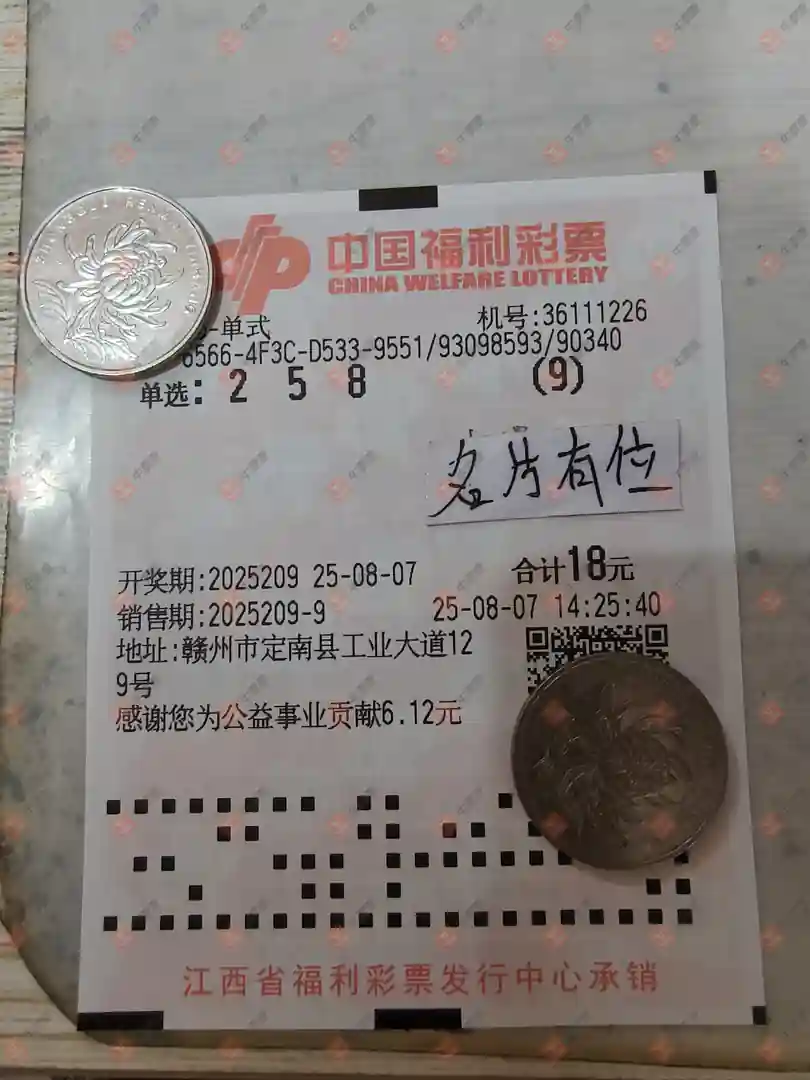 中国福利彩票
CHINA WELFARE LOTTERY
-单式 机号:36111226
6566-4F3C-D533-9551/93098593/90340
单选: 2 5 8 (9)
名片有位
开奖期:2025209 25-08-07 合计18元
销售期:2025209-9 25-08-07 14:25:40
地址:赣州市定南县工业大道12
9号
感谢您为公益事业贡献6.12元
江西省福利彩票发行中心承销